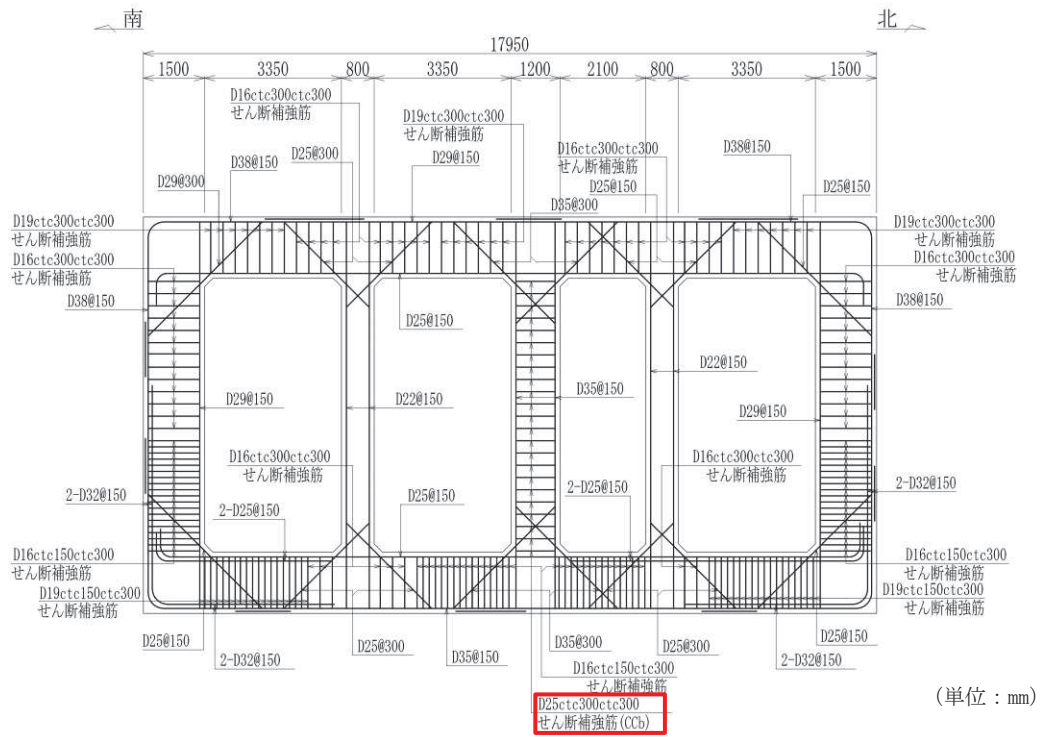 南
北
17950
1500
3350
800
3350
1200
2100
800
3350
1500
D16ctc300ctc300
せん断補強筋
D19ctc300ctc300
せん断補強筋
D16ctc300ctc300
せん断補強筋
D38@150
D25@300
D29@150
D38@150
D29@300
D25@150
D25@150
D35@300
D19ctc300ctc300
せん断補強筋
D19ctc300ctc300
せん断補強筋
D16ctc300ctc300
せん断補強筋
D16ctc300ctc300
せん断補強筋
D38@150
D38@150
D25@150
D22@150
D29@150
D22@150
D35@150
D29@150
D16ctc300ctc300
せん断補強筋
D16ctc300ctc300
せん断補強筋
2-D32@150
D25@150
2-D25@150
2-D32@150
2-D25@150
D16ctc150ctc300
せん断補強筋
D16ctc150ctc300
せん断補強筋
D19ctc150ctc300
せん断補強筋
D19ctc150ctc300
せん断補強筋
D25@150
D25@300
D35@150
D35@300
D25@300
D25@150
2-D32@150
2-D32@150
D16ctc150ctc300
せん断補強筋
D25ctc300ctc300
せん断補強筋(CCb)
(単位：mm)